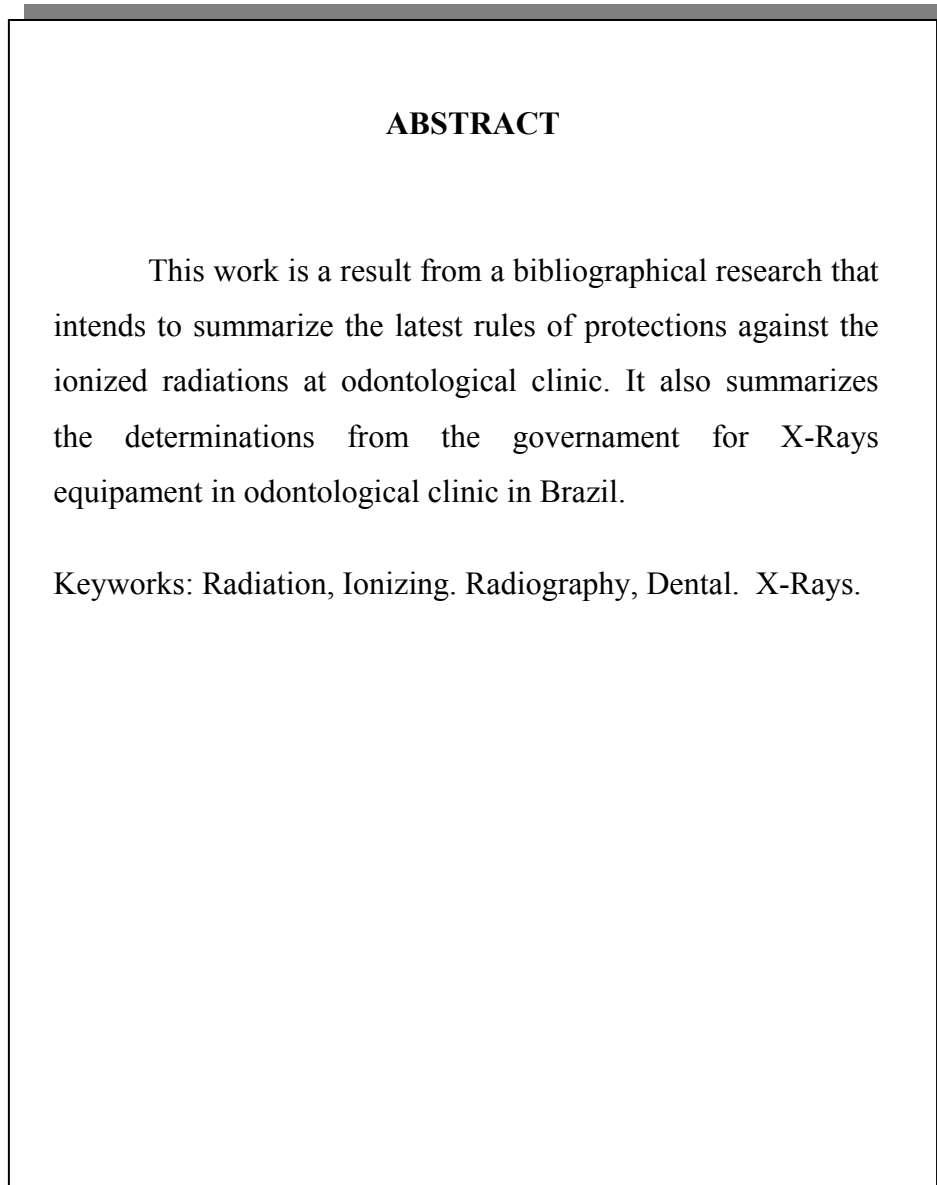 ABSTRACT
This work is a result from a bibliographical research that
intends to summarize the latest rules of protections against the
ionized radiations at odontological clinic. It also summarizes
the determinations from the governament for X-Rays
equipament in odontological clinic in Brazil.
Keyworks: Radiation, Ionizing. Radiography, Dental.  X-Rays.